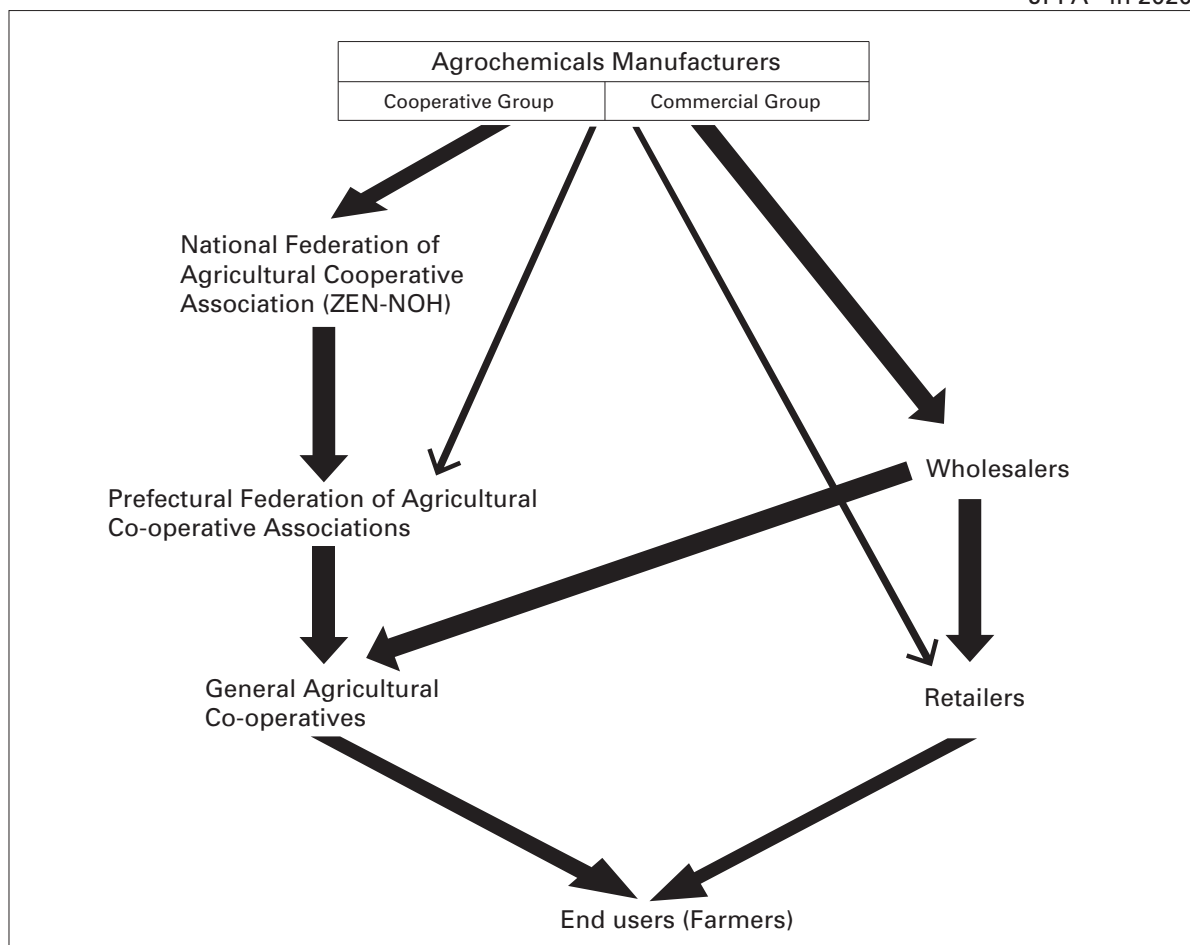 Agrochemicals Manufacturers
Cooperative Group
Commercial Group
National Federation of
Agricultural Cooperative
Association (ZEN-NOH)
Wholesalers
Prefectural Federation of Agricultural
Co-operative Associations
General Agricultural
Co-operatives
Retailers
End users (Farmers)